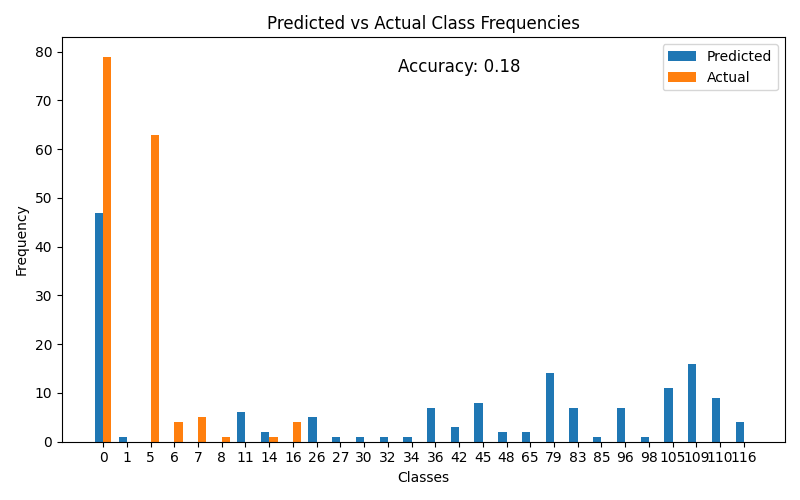 Predicted vs Actual Class Frequencies
Accuracy: 0.18
Predicted
Actual
Frequency
80
70
60
50
40
30
20
10
0
0 1 5 6 7 8 11 14 16 26 27 30 32 34 36 42 45 48 65 79 83 85 96 98 105 109 110 116
Classes